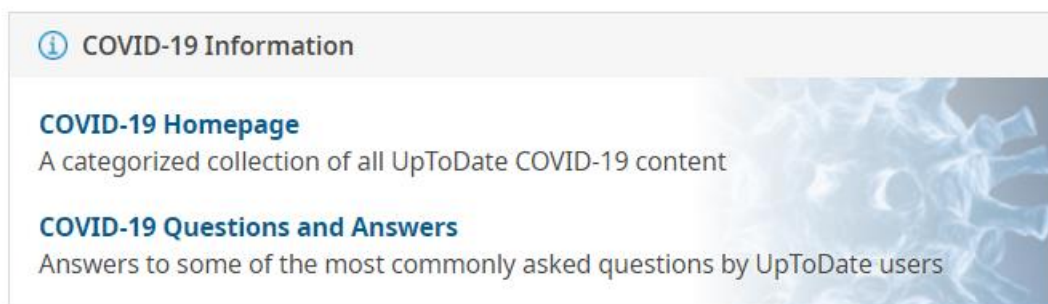 COVID-19 Information
COVID-19 Homepage
A categorized collection of all UpToDate COVID-19 content
COVID-19 Questions and Answers
Answers to some of the most commonly asked questions by UpToDate users